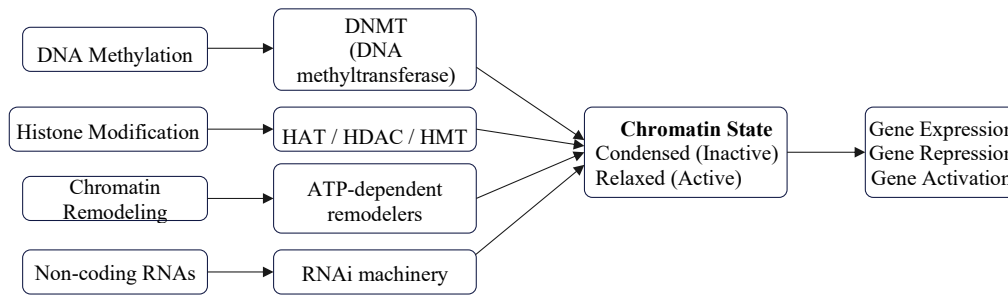 DNA Methylation
DNMT
(DNA
methyltransferase)
Histone Modification
HAT / HDAC / HMT
Chromatin
Remodeling
ATP-dependent
remodelers
Non-coding RNAs
RNAi machinery
Chromatin State
Condensed (Inactive)
Relaxed (Active)
Gene Expression
Gene Repression
Gene Activation